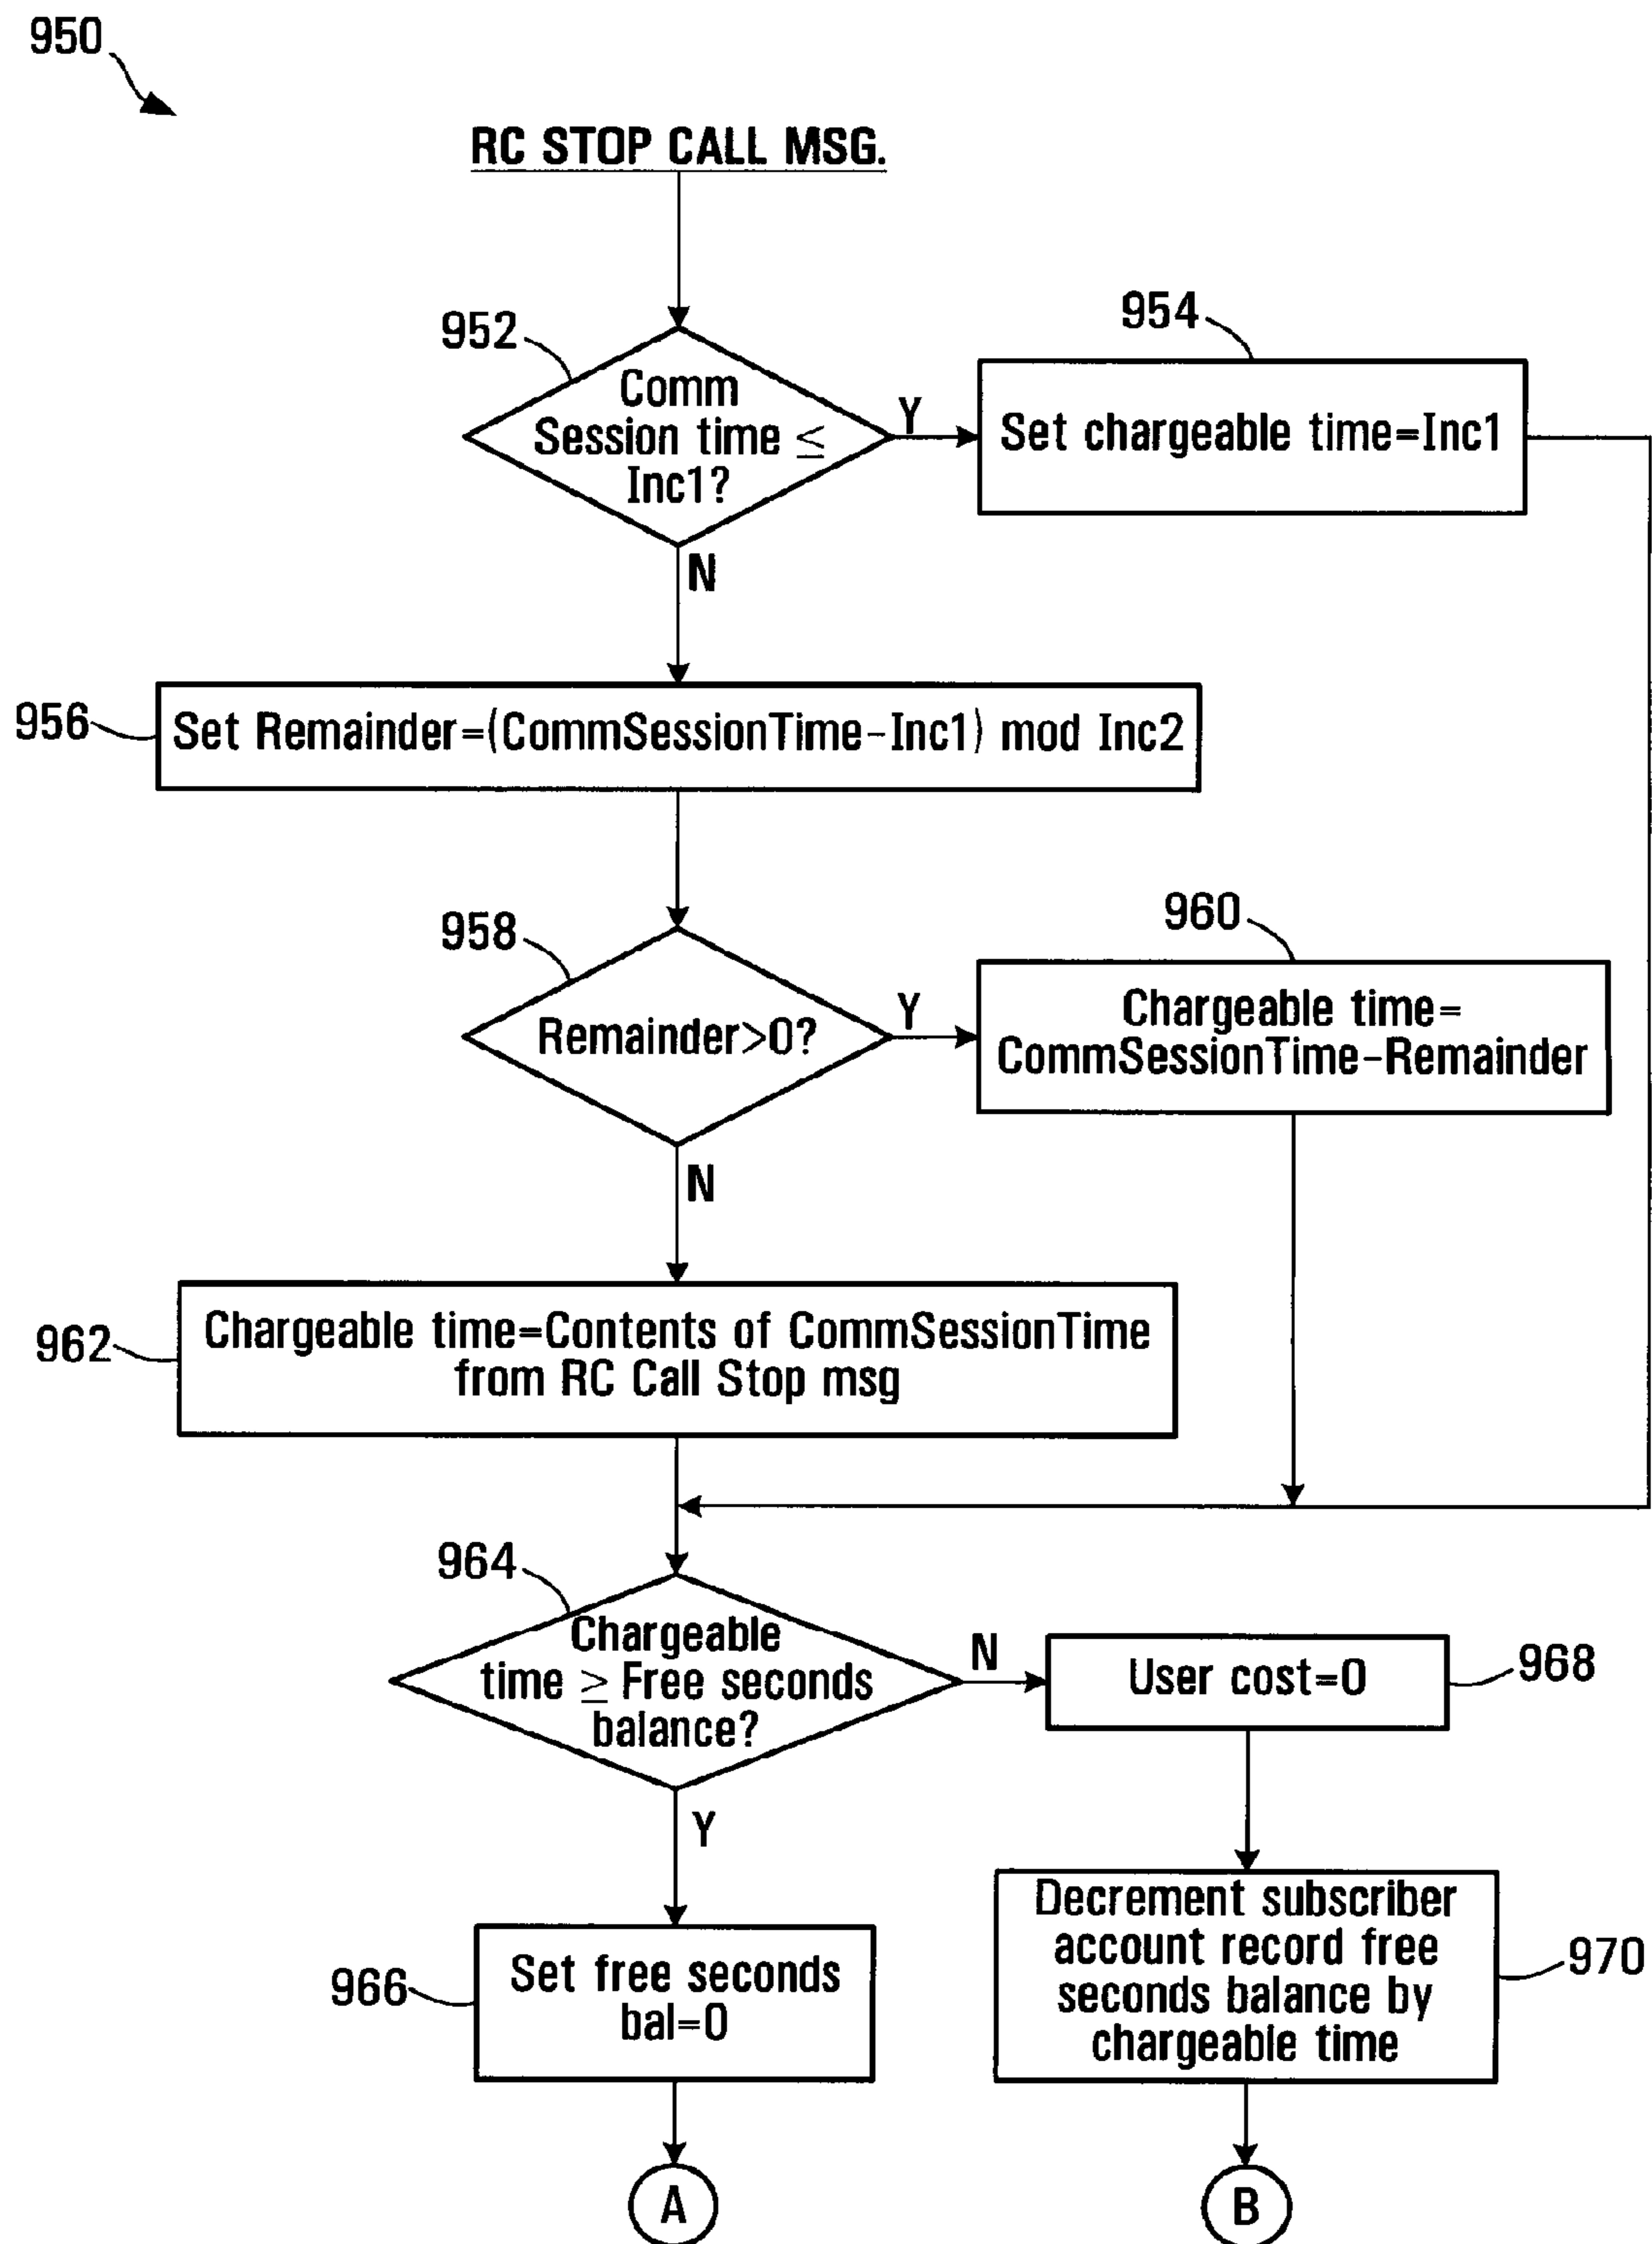 950
RC STOP CALL MSG.
952
Comm
Session time ≤
Inc1?
Y
954
Set chargeable time=Inc1
N
956
Set Remainder=(CommSessionTime-Inc1) mod Inc2
958
Remainder>0?
Y
960
Chargeable time=
CommSessionTime-Remainder
N
962
Chargeable time=Contents of CommSessionTime
from RC Call Stop msg
964
Chargeable
time ≥ Free seconds
balance?
N
User cost=0
968
Y
966
Set free seconds
bal=0
Decrement subscriber
account record free
seconds balance by
chargeable time
970
A
B